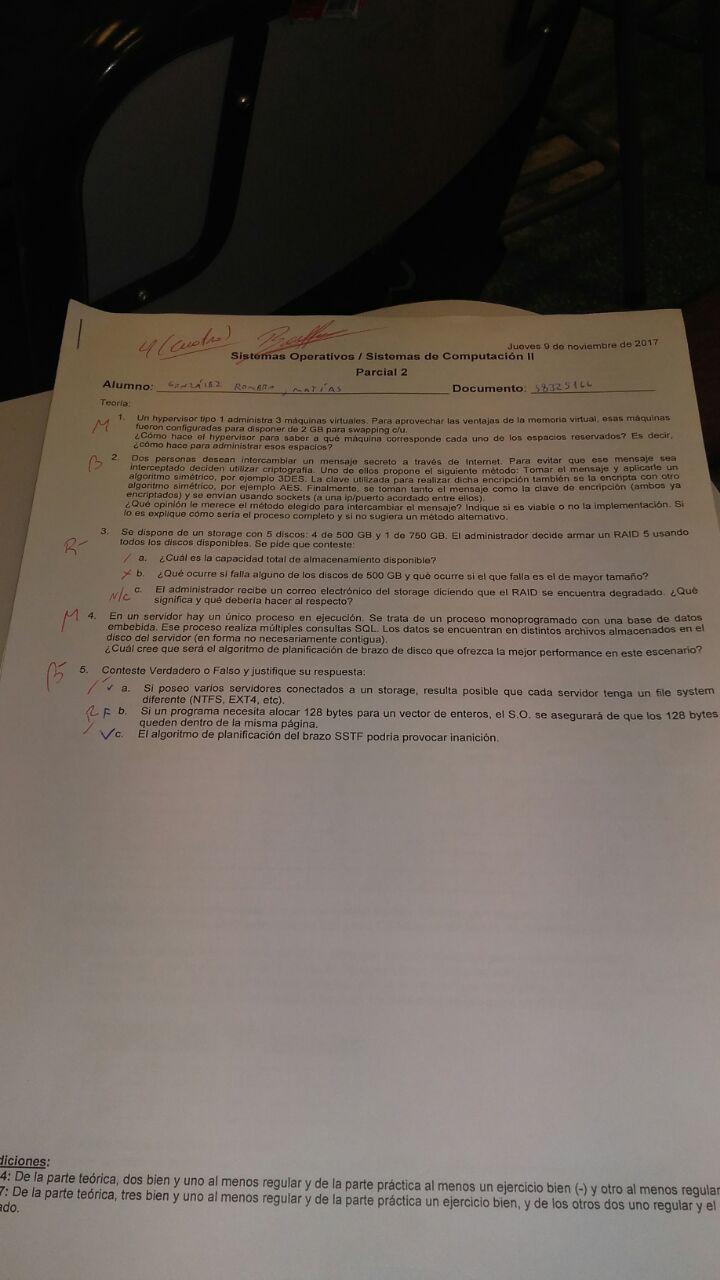 4 (cuatro)
Jueves 9 de noviembre de 2017
Sistemas Operativos / Sistemas de Computación II
Parcial 2
Alumno: GONZÁLEZ ROMERO, MATÍAS Documento: 38325166
Teoría:
M 1. Un hypervisor tipo 1 administra 3 máquinas virtuales. Para aprovechar las ventajas de la memoria virtual, esas máquinas
fueron configuradas para disponer de 2 GB para swapping c/u.
¿Cómo hace el hypervisor para saber a qué máquina corresponde cada uno de los espacios reservados? Es decir,
¿cómo hace para administrar esos espacios?
B 2. Dos personas desean intercambiar un mensaje secreto a través de Internet. Para evitar que ese mensaje sea
interceptado deciden utilizar criptografía. Uno de ellos propone el siguiente método: Tomar el mensaje y aplicarle un
algoritmo simétrico, por ejemplo 3DES. La clave utilizada para realizar dicha encripción también se la encripta con otro
algoritmo simétrico, por ejemplo AES. Finalmente, se toman tanto el mensaje como la clave de encripción (ambos ya
encriptados) y se envían usando sockets (a una ip/puerto acordado entre ellos).
¿Qué opinión le merece el método elegido para intercambiar el mensaje? Indique si es viable o no la implementación. Si
lo es explique cómo sería el proceso completo y si no sugiera un método alternativo.
R- 3. Se dispone de un storage con 5 discos: 4 de 500 GB y 1 de 750 GB. El administrador decide armar un RAID 5 usando
todos los discos disponibles. Se pide que conteste:
a. ¿Cuál es la capacidad total de almacenamiento disponible?
b. ¿Qué ocurre si falla alguno de los discos de 500 GB y qué ocurre si el que falla es el de mayor tamaño?
N/C c. El administrador recibe un correo electrónico del storage diciendo que el RAID se encuentra degradado. ¿Qué
significa y qué debería hacer al respecto?
M 4. En un servidor hay un único proceso en ejecución. Se trata de un proceso monoprogramado con una base de datos
embebida. Ese proceso realiza múltiples consultas SQL. Los datos se encuentran en distintos archivos almacenados en el
disco del servidor (en forma no necesariamente contigua).
¿Cuál cree que será el algoritmo de planificación de brazo de disco que ofrezca la mejor performance en este escenario?
B 5. Conteste Verdadero o Falso y justifique su respuesta:
✓ a. Si poseo varios servidores conectados a un storage, resulta posible que cada servidor tenga un file system
diferente (NTFS, EXT4, etc).
R F b. Si un programa necesita alocar 128 bytes para un vector de enteros, el S.O. se asegurará de que los 128 bytes
queden dentro de la misma página.
✓ c. El algoritmo de planificación del brazo SSTF podría provocar inanición.
diciones:
4: De la parte teórica, dos bien y uno al menos regular y de la parte práctica al menos un ejercicio bien (-) y otro al menos regular
7: De la parte teórica, tres bien y uno al menos regular y de la parte práctica un ejercicio bien, y de los otros dos uno regular y el
ado.